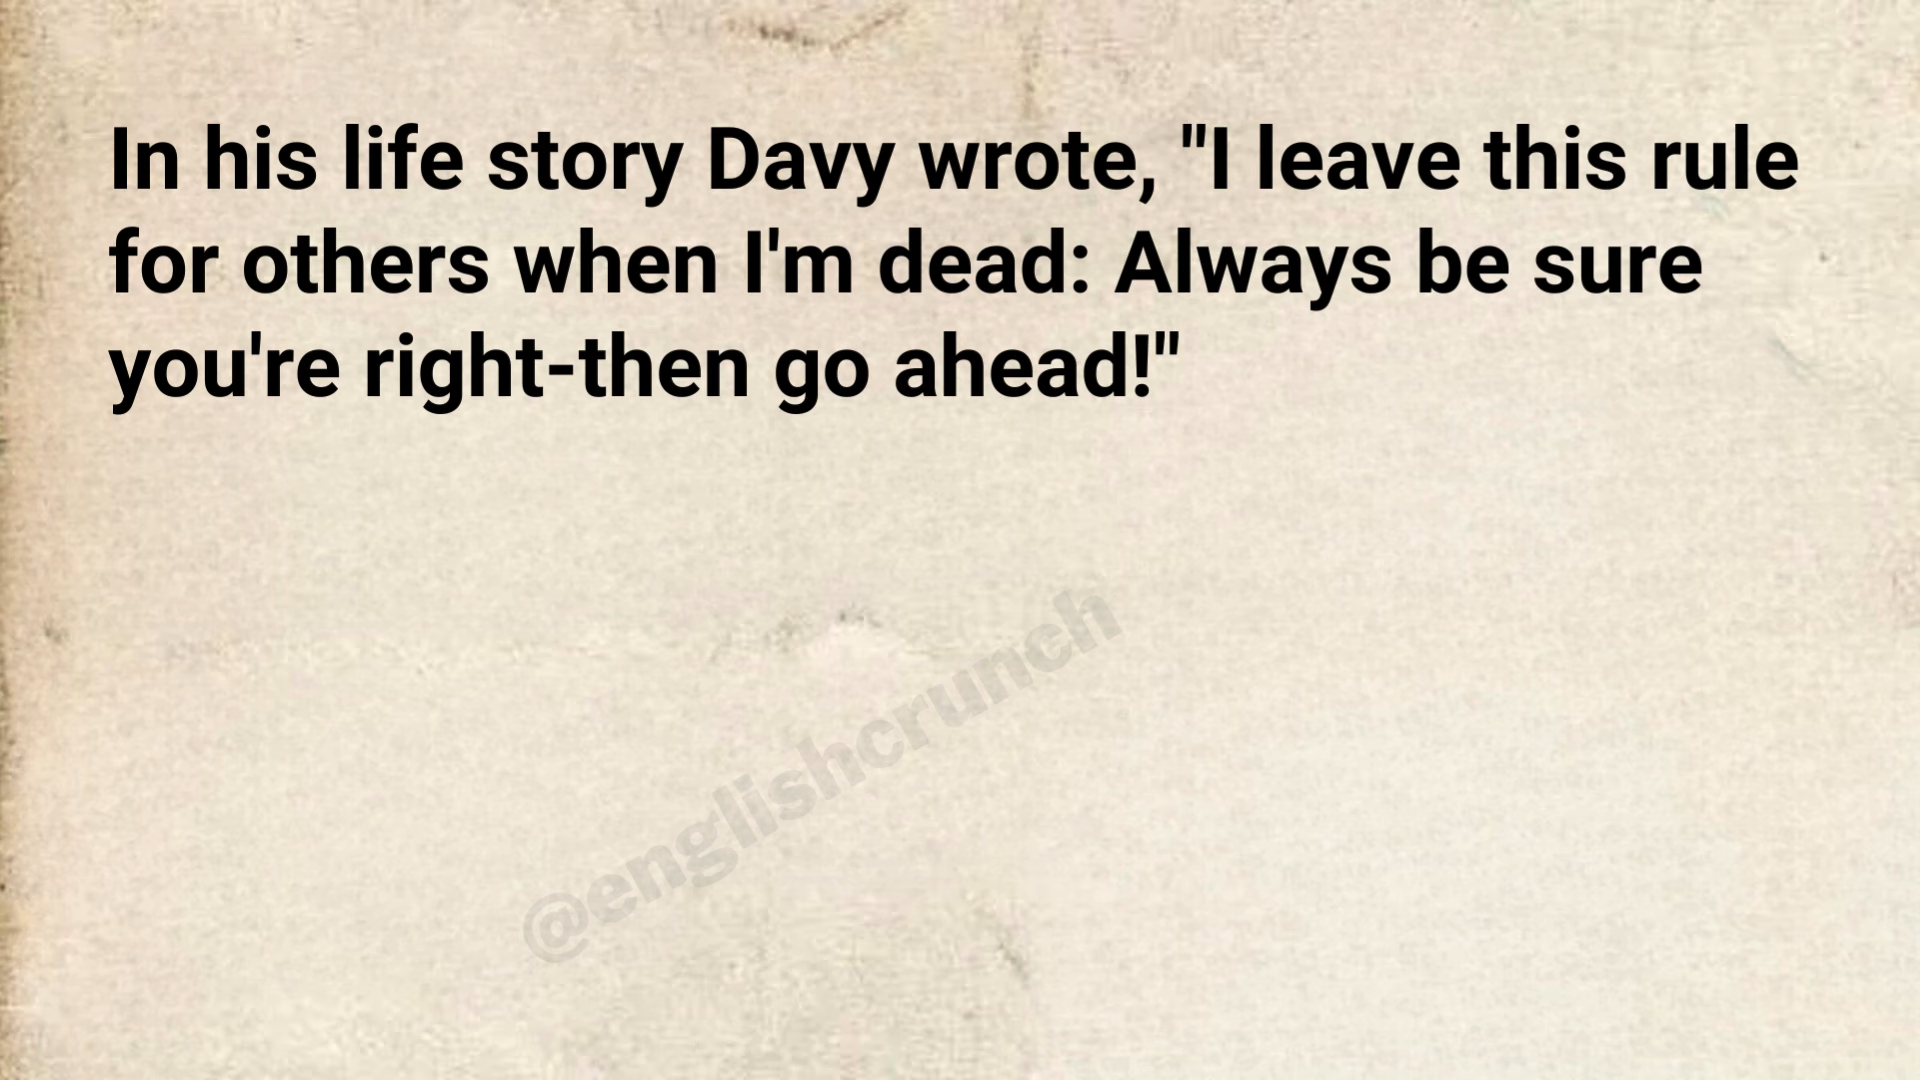 In his life story Davy wrote, "I leave this rule
for others when I'm dead: Always be sure
you're right-then go ahead!"
@englishcrunch